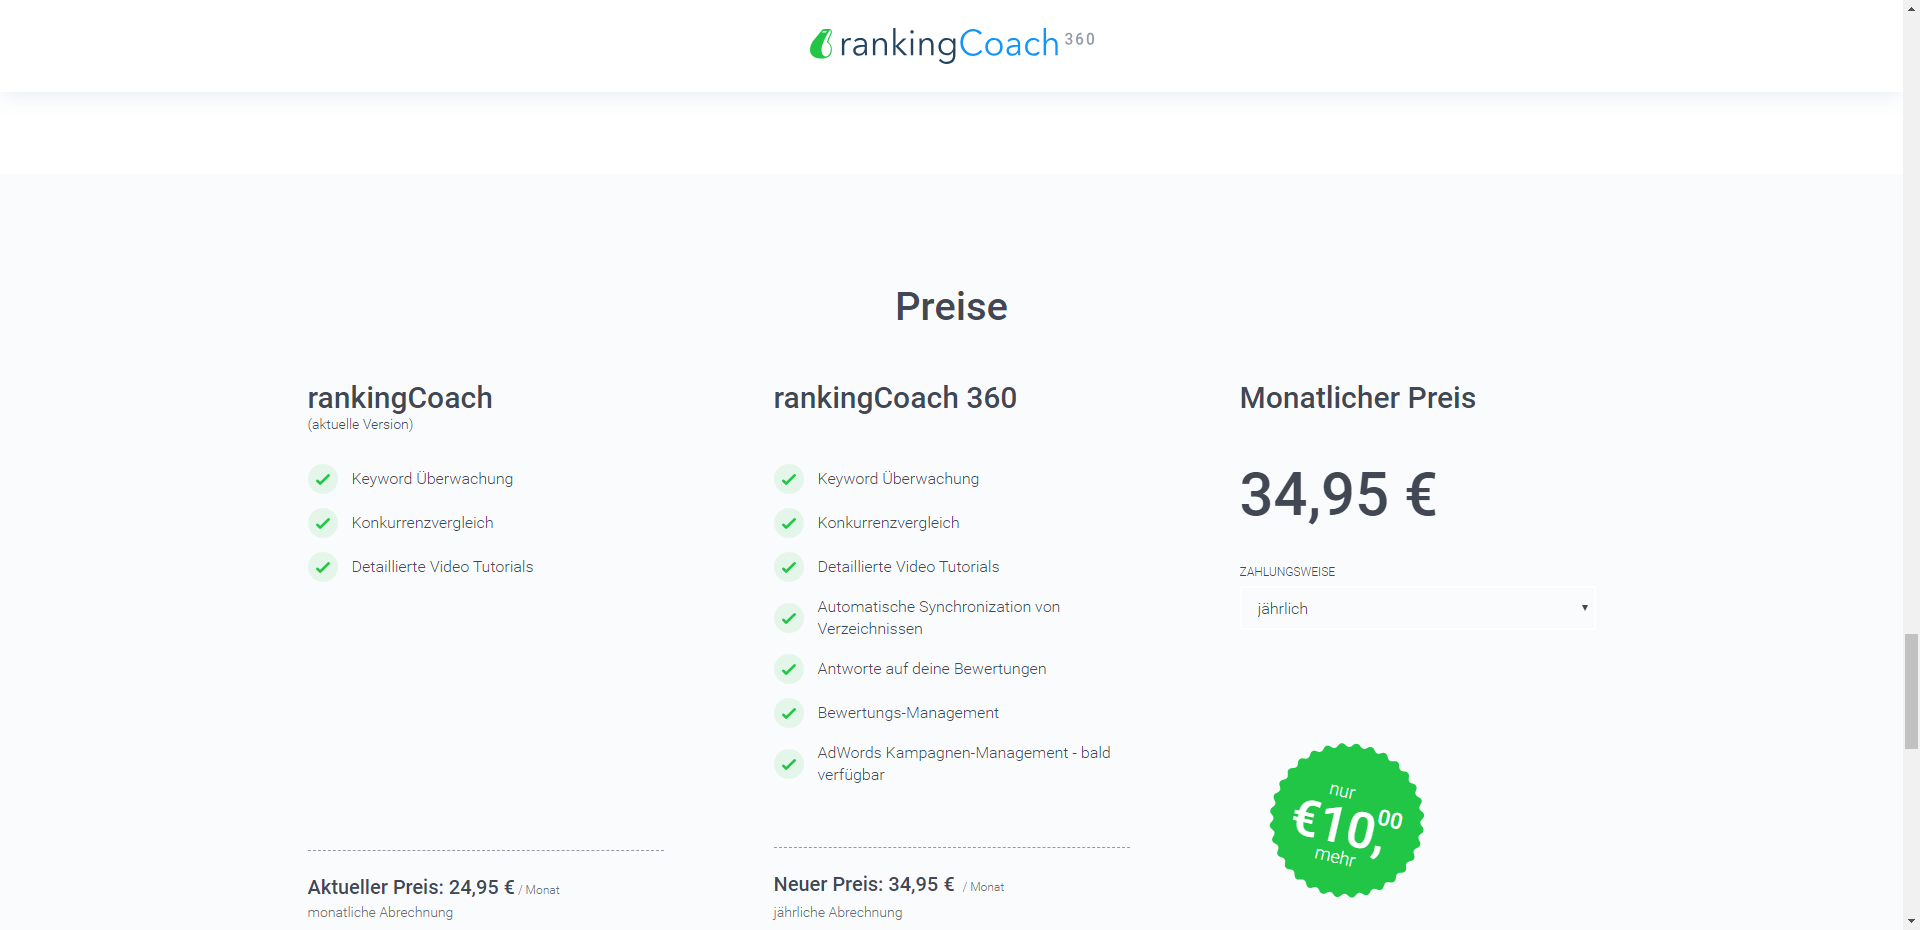 rankingCoach 360
Preise
rankingCoach
(aktuelle Version)
Keyword Überwachung
Konkurrenzvergleich
Detaillierte Video Tutorials
Aktueller Preis: 24,95 € / Monat
monatliche Abrechnung
rankingCoach 360
Keyword Überwachung
Konkurrenzvergleich
Detaillierte Video Tutorials
Automatische Synchronization von
Verzeichnissen
Antworte auf deine Bewertungen
Bewertungs-Management
AdWords Kampagnen-Management - bald
verfügbar
Neuer Preis: 34,95 € / Monat
jährliche Abrechnung
Monatlicher Preis
34,95 €
ZAHLUNGSWEISE
jährlich
nur
€10,00
mehr